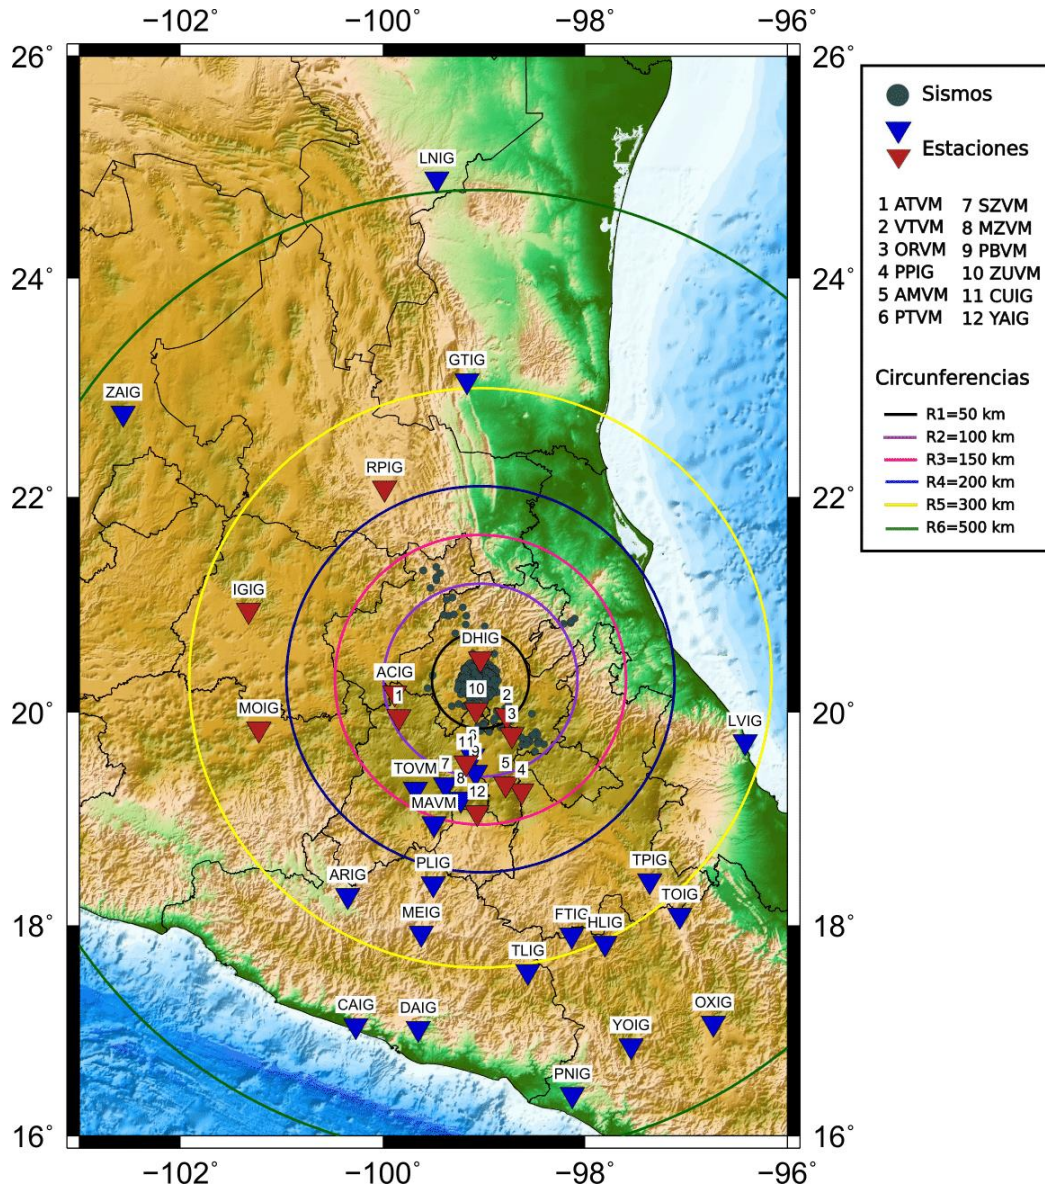 −102° −100° −98° −96°
26° 26°
24° 24°
22° 22°
20° 20°
18° 18°
16° 16°
−102° −100° −98° −96°
LNIG
GTIG
ZAIG
RPIG
IGIG
DHIG
ACIG
10
1
2
3
MOIG
LVIG
11
9
7
5
4
TOVM
8
12
MAVM
PLIG
TPIG
ARIG
TOIG
MEIG
FTIG
HLIG
TLIG
CAIG
DAIG
OXIG
YOIG
PNIG
Sismos
Estaciones
1 ATVM 7 SZVM
2 VTVM 8 MZVM
3 ORVM 9 PBVM
4 PPIG 10 ZUVM
5 AMVM 11 CUIG
6 PTVM 12 YAIG
Circunferencias
R1=50 km
R2=100 km
R3=150 km
R4=200 km
R5=300 km
R6=500 km